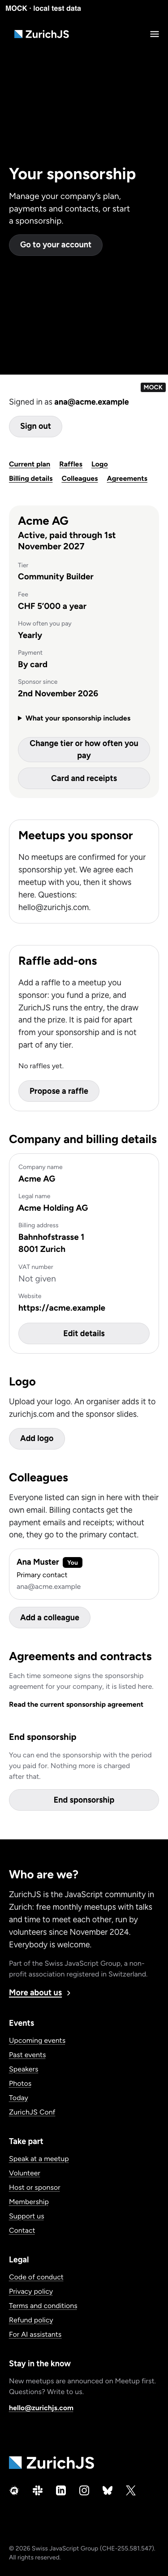 MOCK · local test data
ZurichJS
Your sponsorship
Manage your company's plan,
payments and contacts, or start
a sponsorship.
Go to your account
MOCK
Signed in as ana@acme.example
Sign out
Current plan Raffles Logo
Billing details Colleagues Agreements
Acme AG
Active, paid through 1st
November 2027
Tier
Community Builder
Fee
CHF 5'000 a year
How often you pay
Yearly
Payment
By card
Sponsor since
2nd November 2026
What your sponsorship includes
Change tier or how often you
pay
Card and receipts
Meetups you sponsor
No meetups are confirmed for your
sponsorship yet. We agree each
meetup with you, then it shows
here. Questions:
hello@zurichjs.com.
Raffle add-ons
Add a raffle to a meetup you
sponsor: you fund a prize, and
ZurichJS runs the entry, the draw
and the prize. It is paid for apart
from your sponsorship and is not
part of any tier.
No raffles yet.
Propose a raffle
Company and billing details
Company name
Acme AG
Legal name
Acme Holding AG
Billing address
Bahnhofstrasse 1
8001 Zurich
VAT number
Not given
Website
https://acme.example
Edit details
Logo
Upload your logo. An organiser adds it to
zurichjs.com and the sponsor slides.
Add logo
Colleagues
Everyone listed can sign in here with their
own email. Billing contacts get the
payment emails and receipts; without
one, they go to the primary contact.
Ana Muster You
Primary contact
ana@acme.example
Add a colleague
Agreements and contracts
Each time someone signs the sponsorship
agreement for your company, it is listed here.
Read the current sponsorship agreement
End sponsorship
You can end the sponsorship with the period
you paid for. Nothing more is charged
after that.
End sponsorship
Who are we?
ZurichJS is the JavaScript community in
Zurich: free monthly meetups with talks
and time to meet each other, run by
volunteers since November 2024.
Everybody is welcome.
Part of the Swiss JavaScript Group, a non-
profit association registered in Switzerland.
More about us
Events
Upcoming events
Past events
Speakers
Photos
Today
ZurichJS Conf
Take part
Speak at a meetup
Volunteer
Host or sponsor
Membership
Support us
Contact
Legal
Code of conduct
Privacy policy
Terms and conditions
Refund policy
For AI assistants
Stay in the know
New meetups are announced on Meetup first.
Questions? Write to us.
hello@zurichjs.com
ZurichJS
© 2026 Swiss JavaScript Group (CHE-255.581.547).
All rights reserved.